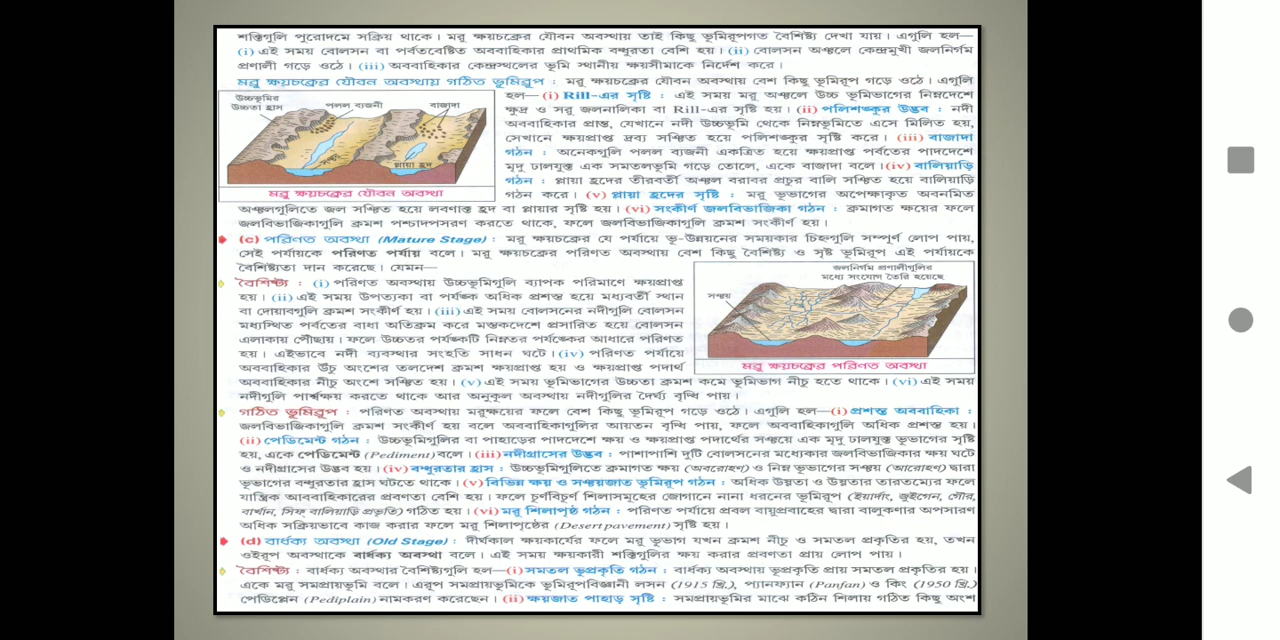 শক্তিগুলি পুরোদমে সক্রিয় থাকে। মরু ক্ষয়চক্রের যৌবন অবস্থায় তাই কিছু ভূমিরূপগত বৈশিষ্ট্য দেখা যায়। এগুলি হল—
(i) এই সময় বোলসন বা পর্বতবেষ্টিত অববাহিকার প্রাথমিক বন্ধুরতা বেশি হয়। (ii) বোলসন অঞ্চলে কেন্দ্রমুখী জলনির্গম
প্রণালী গড়ে ওঠে। (iii) অববাহিকার কেন্দ্রস্থলের ভূমি স্থানীয় ক্ষয়সীমাকে নির্দেশ করে।
মরু ক্ষয়চক্রের যৌবন অবস্থায় গঠিত ভূমিরূপ : মরু ক্ষয়চক্রের যৌবন অবস্থায় বেশ কিছু ভূমিরূপ গড়ে ওঠে। এগুলি
উচ্চভূমির
উচ্চতা হ্রাস
পলল ব্যজনী
বাজাদা
প্লায়া হ্রদ
মরু ক্ষয়চক্রের যৌবন অবস্থা
হল— (i) Rill-এর সৃষ্টি : এই সময় মরু অঞ্চলে উচ্চ ভূমিভাগের নিম্নদেশে
ক্ষুদ্র ও সরু জলনালিকা বা Rill-এর সৃষ্টি হয়। (ii) পলিশঙ্কুর উদ্ভব : নদী
অববাহিকার প্রান্ত, যেখানে নদী উচ্চভূমি থেকে নিম্নভূমিতে এসে মিলিত হয়,
সেখানে ক্ষয়প্রাপ্ত দ্রব্য সঞ্চিত হয়ে পলিশঙ্কুর সৃষ্টি করে। (iii) বাজাদা
গঠন : অনেকগুলি পলল ব্যজনী একত্রিত হয়ে ক্ষয়প্রাপ্ত পর্বতের পাদদেশে
মৃদু ঢালযুক্ত এক সমতলভূমি গড়ে তোলে, একে বাজাদা বলে। (iv) বালিয়াড়ি
গঠন : প্লায়া হ্রদের তীরবর্তী অঞ্চল বরাবর প্রচুর বালি সঞ্চিত হয়ে বালিয়াড়ি
গঠন করে। (v) প্লায়া হ্রদের সৃষ্টি : মরু ভূভাগের অপেক্ষাকৃত অবনমিত
অঞ্চলগুলিতে জল সঞ্চিত হয়ে লবণাক্ত হ্রদ বা প্লায়ার সৃষ্টি হয়। (vi) সংকীর্ণ জলবিভাজিকা গঠন : ক্রমাগত ক্ষয়ের ফলে
জলবিভাজিকাগুলি ক্রমশ পশ্চাদপসরণ করতে থাকে, ফলে জলবিভাজিকাগুলি ক্রমশ সংকীর্ণ হয়।
(c) পরিণত অবস্থা (Mature Stage) : মরু ক্ষয়চক্রের যে পর্যায়ে ভূ-উন্নয়নের সময়কার চিহ্নগুলি সম্পূর্ণ লোপ পায়,
সেই পর্যায়কে পরিণত পর্যায় বলে। মরু ক্ষয়চক্রের পরিণত অবস্থায় বেশ কিছু বৈশিষ্ট্য ও সৃষ্ট ভূমিরূপ এই পর্যায়কে
বৈশিষ্ট্যতা দান করেছে। যেমন—
বৈশিষ্ট্য : (i) পরিণত অবস্থায় উচ্চভূমিগুলি ব্যাপক পরিমাণে ক্ষয়প্রাপ্ত
হয়। (ii) এই সময় উপত্যকা বা পর্যঙ্ক অধিক প্রশস্ত হয়ে মধ্যবর্তী স্থান
বা দোয়াবগুলি ক্রমশ সংকীর্ণ হয়। (iii) এই সময় বোলসনের নদীগুলি বোলসন
মধ্যস্থিত পর্বতের বাধা অতিক্রম করে মস্তকদেশে প্রসারিত হয়ে বোলসন
এলাকায় পৌঁছায়। ফলে উচ্চতর পর্যঙ্কটি নিম্নতর পর্যঙ্কের আধারে পরিণত
হয়। এইভাবে নদী ব্যবস্থার সংহতি সাধন ঘটে। (iv) পরিণত পর্যায়ে
অববাহিকার উঁচু অংশের তলদেশ ক্রমশ ক্ষয়প্রাপ্ত হয় ও ক্ষয়প্রাপ্ত পদার্থ
জলনির্গম প্রণালীগুলির
মধ্যে সংযোগ তৈরি হয়েছে
সঞ্চয়
মরু ক্ষয়চক্রের পরিণত অবস্থা
অববাহিকার নীচু অংশে সঞ্চিত হয়। (v) এই সময় ভূমিভাগের উচ্চতা ক্রমশ কমে ভূমিভাগ নীচু হতে থাকে। (vi) এই সময়
নদীগুলি পার্শ্বক্ষয় করতে থাকে আর অনুকূল অবস্থায় নদীগুলির দৈর্ঘ্য বৃদ্ধি পায়।
গঠিত ভূমিরূপ : পরিণত অবস্থায় মরুক্ষয়ের ফলে বেশ কিছু ভূমিরূপ গড়ে ওঠে। এগুলি হল—(i) প্রশস্ত অববাহিকা :
জলবিভাজিকাগুলি ক্রমশ সংকীর্ণ হয় বলে অববাহিকাগুলির আয়তন বৃদ্ধি পায়, ফলে অববাহিকাগুলি অধিক প্রশস্ত হয়।
(ii) পেডিমেন্ট গঠন : উচ্চভূমিগুলির বা পাহাড়ের পাদদেশে ক্ষয় ও ক্ষয়প্রাপ্ত পদার্থের সঞ্চয়ে এক মৃদু ঢালযুক্ত ভূভাগের সৃষ্টি
হয়, একে পেডিমেন্ট (Pediment) বলে। (iii) নদীগ্রাসের উদ্ভব : পাশাপাশি দুটি বোলসনের মধ্যেকার জলবিভাজিকার ক্ষয় ঘটে
ও নদীগ্রাসের উদ্ভব হয়। (iv) বন্ধুরতার হ্রাস : উচ্চভূমিগুলিতে ক্রমাগত ক্ষয় (অবরোহণ) ও নিম্ন ভূভাগের সঞ্চয় (আরোহণ) দ্বারা
ভূভাগের বন্ধুরতার হ্রাস ঘটতে থাকে। (v) বিভিন্ন ক্ষয় ও সঞ্চয়জাত ভূমিরূপ গঠন : অধিক উষ্ণতা ও উষ্ণতার তারতম্যের ফলে
যান্ত্রিক আবহবিকারের প্রবণতা বেশি হয়। ফলে চূর্ণবিচূর্ণ শিলাসমূহের জোগানে নানা ধরনের ভূমিরূপ (ইয়ার্দাং, জুইগেন, গৌর,
বার্খান, সিফ্ বালিয়াড়ি প্রভৃতি) গঠিত হয়। (vi) মরু শিলাপৃষ্ঠ গঠন : পরিণত পর্যায়ে প্রবল বায়ুপ্রবাহের দ্বারা বালুকণার অপসারণ
অধিক সক্রিয়ভাবে কাজ করার ফলে মরু শিলাপৃষ্ঠের (Desert pavement) সৃষ্টি হয়।
(d) বার্ধক্য অবস্থা (Old Stage) : দীর্ঘকাল ক্ষয়কার্যের ফলে মরু ভূভাগ যখন ক্রমশ নীচু ও সমতল প্রকৃতির হয়, তখন
ওইরূপ অবস্থাকে বার্ধক্য অবস্থা বলে। এই সময় ক্ষয়কারী শক্তিগুলির ক্ষয় করার প্রবণতা প্রায় লোপ পায়।
বৈশিষ্ট্য : বার্ধক্য অবস্থার বৈশিষ্ট্যগুলি হল—(i) সমতল ভূপ্রকৃতি গঠন : বার্ধক্য অবস্থায় ভূপ্রকৃতি প্রায় সমতল প্রকৃতির হয়।
একে মরু সমপ্রায়ভূমি বলে। এরূপ সমপ্রায়ভূমিকে ভূমিরূপবিজ্ঞানী লসন (1915 খ্রি.), প্যানফ্যান (Panfan) ও কিং (1950 খ্রি.)
পেডিপ্লেন (Pediplain) নামকরণ করেছেন। (ii) ক্ষয়জাত পাহাড় সৃষ্টি : সমপ্রায়ভূমির মাঝে কঠিন শিলায় গঠিত কিছু অংশ